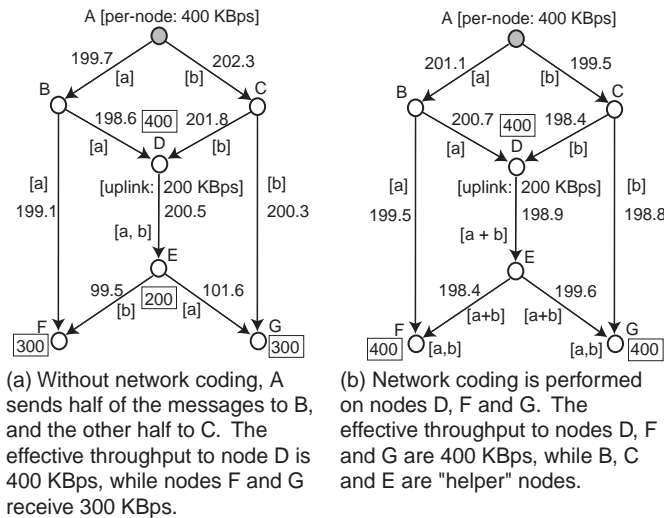 A [per-node: 400 KBps]
199.7
202.3
[a]
[b]
B
C
198.6
400
201.8
[a]
D
[b]
[a]
199.1
[uplink: 200 KBps]
[b]
200.3
200.5
[a, b]
E
99.5
200
101.6
[b]
[a]
F
G
300
300
(a) Without network coding, A
sends half of the messages to B,
and the other half to C. The
effective throughput to node D is
400 KBps, while nodes F and G
receive 300 KBps.
A [per-node: 400 KBps]
201.1
199.5
[a]
[b]
B
C
200.7
400
198.4
[a]
D
[b]
[a]
199.5
[uplink: 200 KBps]
[b]
198.8
198.9
[a + b]
E
198.4
199.6
[a+b]
[a+b]
F
G
400
[a,b]
[a,b]
400
(b) Network coding is performed
on nodes D, F and G. The
effective throughput to nodes D, F
and G are 400 KBps, while B, C
and E are "helper" nodes.